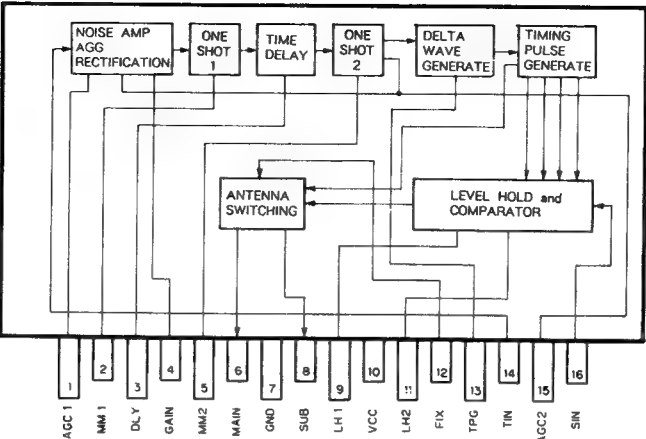 NOISE AMP
AGG
RECTIFICATION
ONE
SHOT
1
TIME
DELAY
ONE
SHOT
2
DELTA
WAVE
GENERATE
TIMING
PULSE
GENERATE
ANTENNA
SWITCHING
LEVEL HOLD and
COMPARATOR
1
2
3
4
5
6
7
8
9
10
11
12
13
14
15
16
AGC 1
MM 1
DLY
GAIN
MM2
MAIN
GND
SUB
LH 1
VCC
LH2
FIX
TPG
TIN
AGC2
SIN